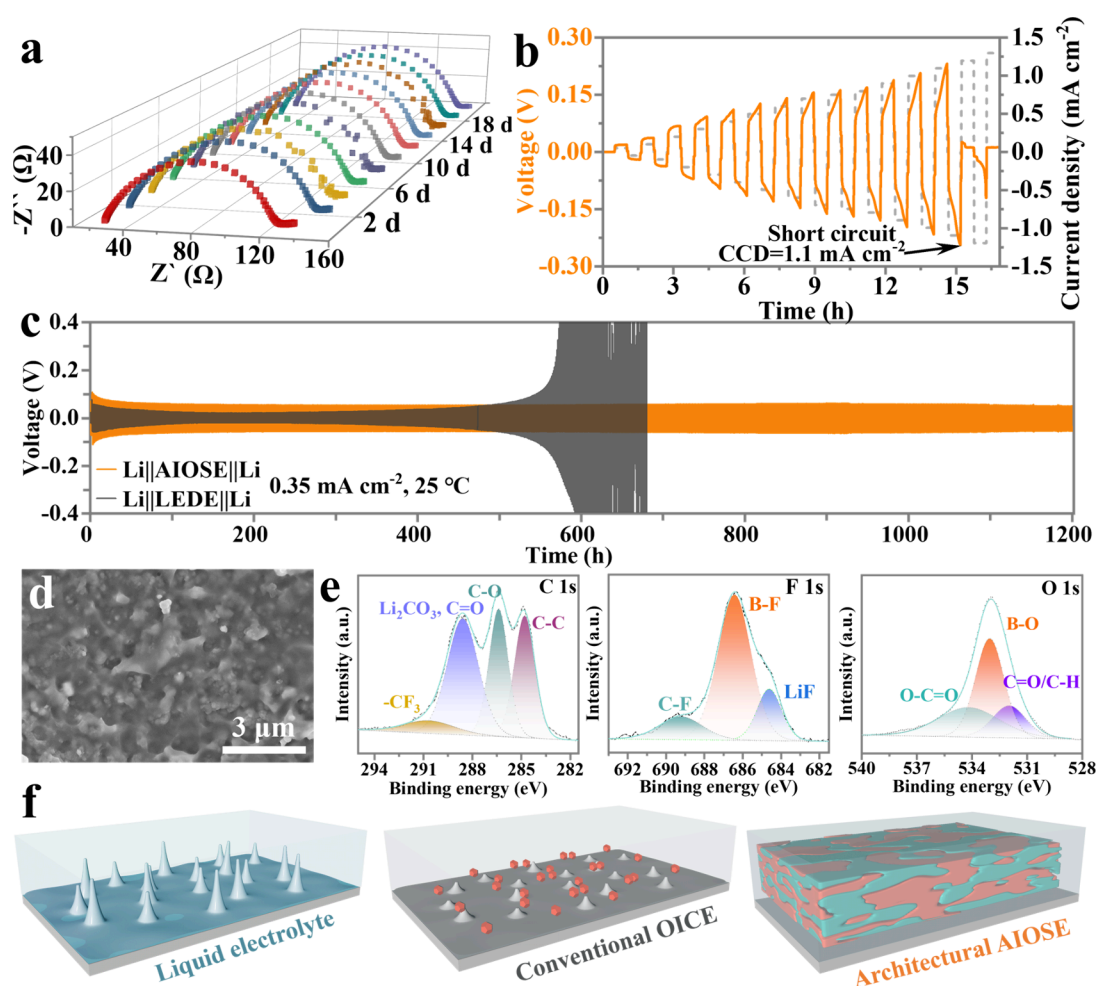 a
-Z`` (Ω)
40
20
0
40
80
120
160
Z` (Ω)
2 d
6 d
10 d
14 d
18 d
b
Voltage (V)
0.30
0.15
0.00
-0.15
-0.30
0
3
6
9
12
15
Time (h)
1.5
1.0
0.5
0.0
-0.5
-1.0
-1.5
Current density (mA cm⁻²)
Short circuit
CCD=1.1 mA cm⁻²
c
Voltage (V)
0.4
0.2
0.0
-0.2
-0.4
Li||AIOSE||Li
Li||LEDE||Li
0.35 mA cm⁻², 25 ℃
0
200
400
600
800
1000
1200
Time (h)
d
3 μm
e
C 1s
Li₂CO₃, C=O
C-O
C-C
-CF₃
Intensity (a.u.)
294 291 288 285 282
Binding energy (eV)
F 1s
B-F
C-F
LiF
Intensity (a.u.)
692 690 688 686 684 682
Binding energy (eV)
O 1s
B-O
O-C=O
C=O/C-H
Intensity (a.u.)
540 537 534 531 528
Binding energy (eV)
f
Liquid electrolyte
Conventional OICE
Architectural AIOSE